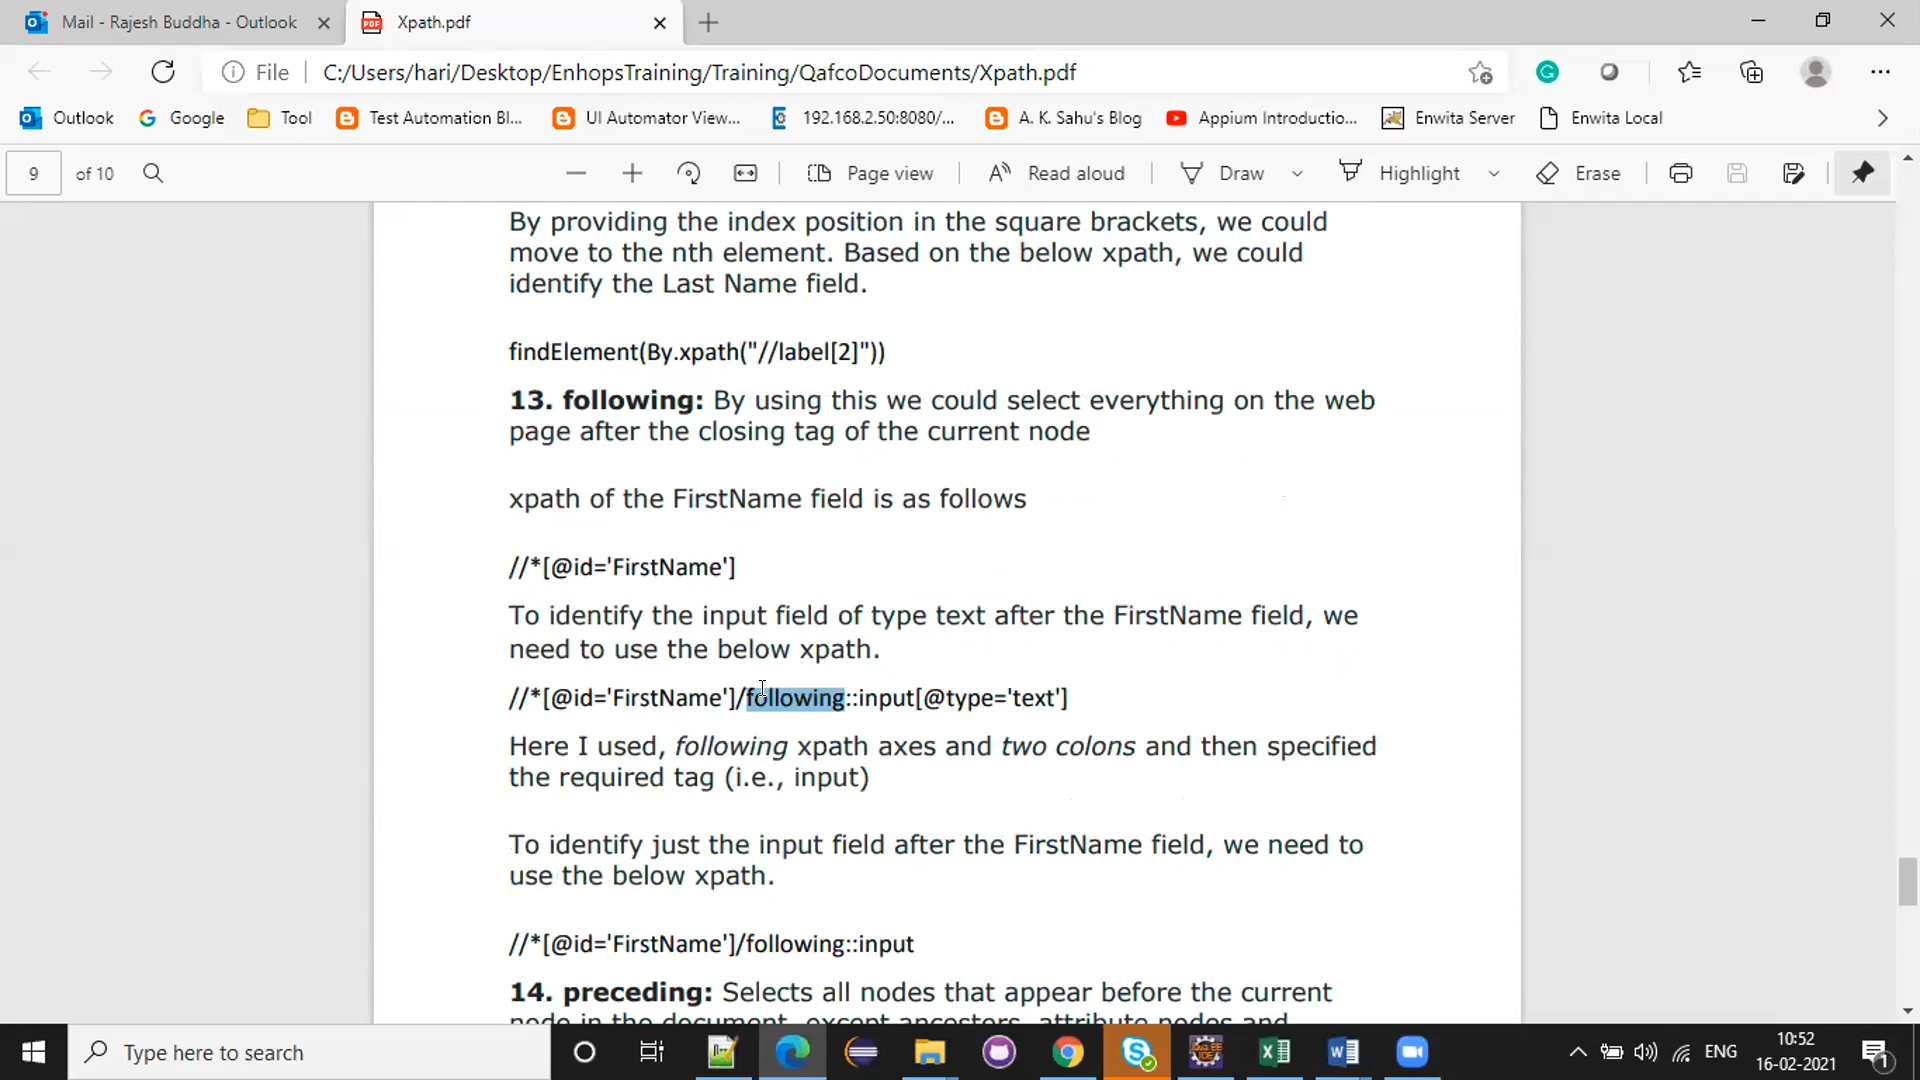 Mail - Rajesh Buddha - Outlook
Xpath.pdf
File
C:/Users/hari/Desktop/EnhopsTraining/Training/QafcoDocuments/Xpath.pdf
Outlook
Google
Tool
Test Automation Bl...
UI Automator View...
192.168.2.50:8080/...
A. K. Sahu's Blog
Appium Introductio...
Enwita Server
Enwita Local
9 of 10
Page view
Read aloud
Draw
Highlight
Erase
By providing the index position in the square brackets, we could
move to the nth element. Based on the below xpath, we could
identify the Last Name field.
findElement(By.xpath("//label[2]"))
13. following: By using this we could select everything on the web
page after the closing tag of the current node
xpath of the FirstName field is as follows
//*[@id='FirstName']
To identify the input field of type text after the FirstName field, we
need to use the below xpath.
//*[@id='FirstName']/following::input[@type='text']
Here I used, following xpath axes and two colons and then specified
the required tag (i.e., input)
To identify just the input field after the FirstName field, we need to
use the below xpath.
//*[@id='FirstName']/following::input
14. preceding: Selects all nodes that appear before the current
node in the document, except ancestors, attribute nodes and
Type here to search
ENG
10:52
16-02-2021
1